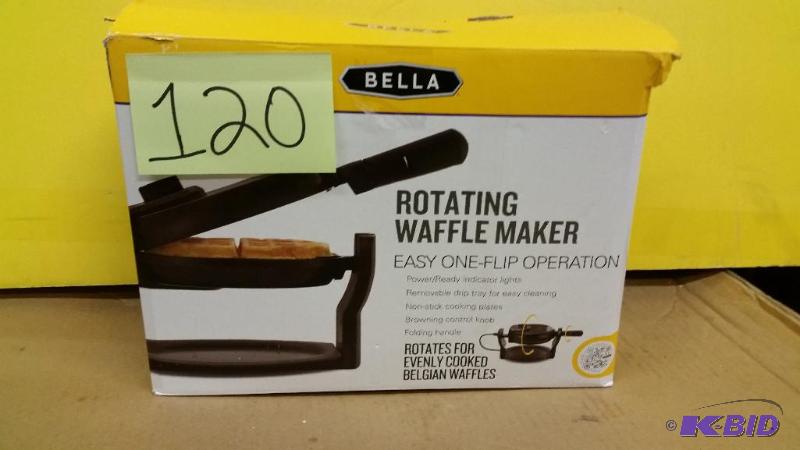 BELLA
120
ROTATING
WAFFLE MAKER
EASY ONE-FLIP OPERATION
Power/Ready indicator lights
Removable drip tray for easy cleaning
Non-stick cooking plates
Browning control knob
Folding handle
ROTATES FOR
EVENLY COOKED
BELGIAN WAFFLES
© K-BID